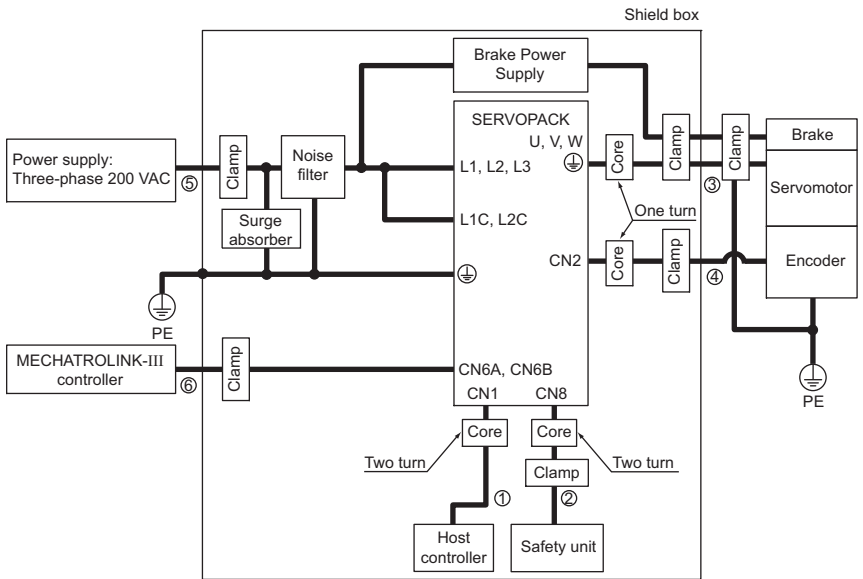 Shield box
Brake Power
Supply
SERVOPACK
U, V, W
Core
Clamp
Clamp
Brake
Power supply:
Three-phase 200 VAC
⑤
Clamp
Noise
filter
L1, L2, L3
③
Servomotor
Surge
absorber
L1C, L2C
One turn
CN2
Core
Clamp
④
Encoder
PE
MECHATROLINK-III
controller
⑥
Clamp
CN6A, CN6B
PE
CN1
CN8
Core
Core
Two turn
Two turn
Clamp
①
②
Host
controller
Safety unit